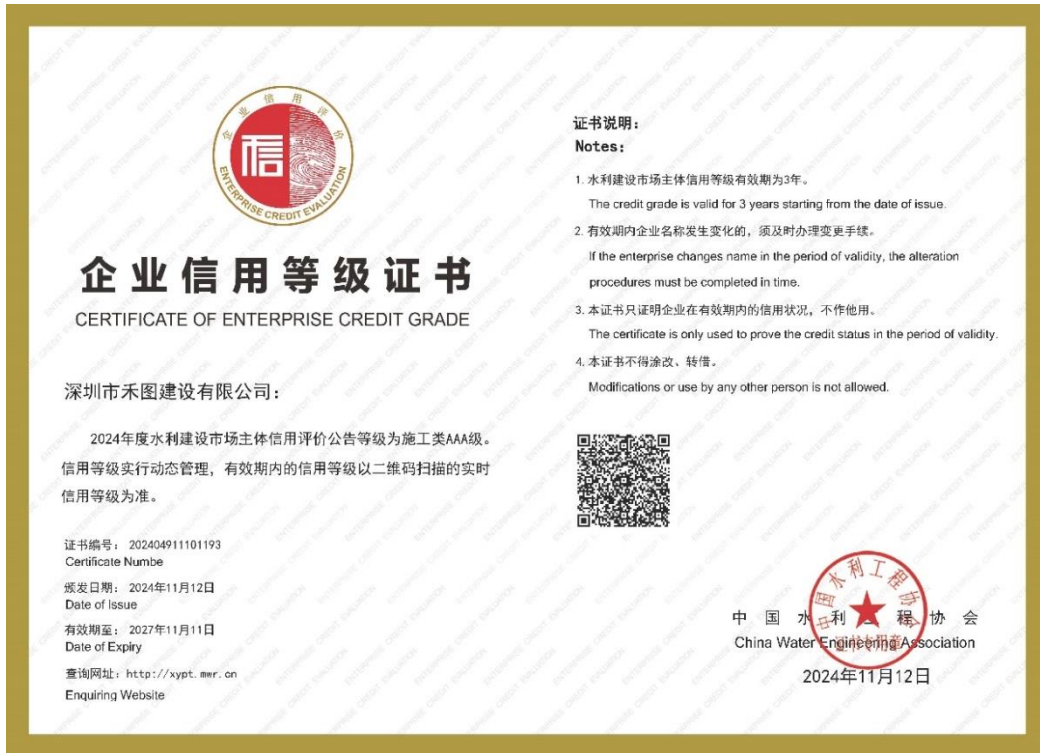 企业信用评价
信
ENTERPRISE CREDIT EVALUATION
企业信用等级证书
CERTIFICATE OF ENTERPRISE CREDIT GRADE
深圳市禾图建设有限公司：
2024年度水利建设市场主体信用评价公告等级为施工类AAA级。
信用等级实行动态管理，有效期内的信用等级以二维码扫描的实时
信用等级为准。
证书编号： 202404911101193
Certificate Numbe
颁发日期： 2024年11月12日
Date of Issue
有效期至： 2027年11月11日
Date of Expiry
查询网址：http://xypt.mwr.cn
Enquiring Website
证书说明：
Notes：
1. 水利建设市场主体信用等级有效期为3年。
The credit grade is valid for 3 years starting from the date of issue.
2. 有效期内企业名称发生变化的，须及时办理变更手续。
If the enterprise changes name in the period of validity, the alteration
procedures must be completed in time.
3. 本证书只证明企业在有效期内的信用状况，不作他用。
The certificate is only used to prove the credit status in the period of validity.
4. 本证书不得涂改、转借。
Modifications or use by any other person is not allowed.
中国水利工程协会
China Water Engineering Association
2024年11月12日
中国水利工程协会
证书专用章